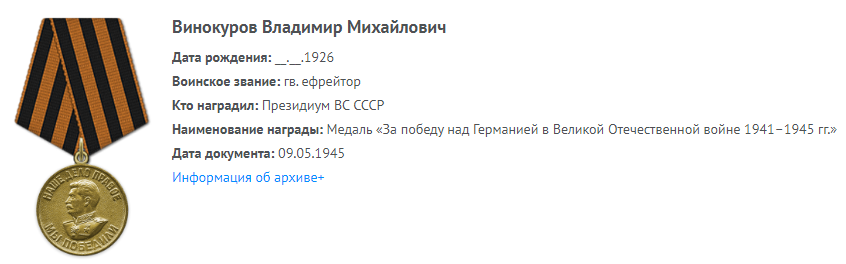 Винокуров Владимир Михайлович
Дата рождения: __.__.1926
Воинское звание: гв. ефрейтор
Кто наградил: Президиум ВС СССР
Наименование награды: Медаль «За победу над Германией в Великой Отечественной войне 1941–1945 гг.»
Дата документа: 09.05.1945
Информация об архиве+
НАШЕ ДЕЛО ПРАВОЕ
МЫ ПОБЕДИЛИ